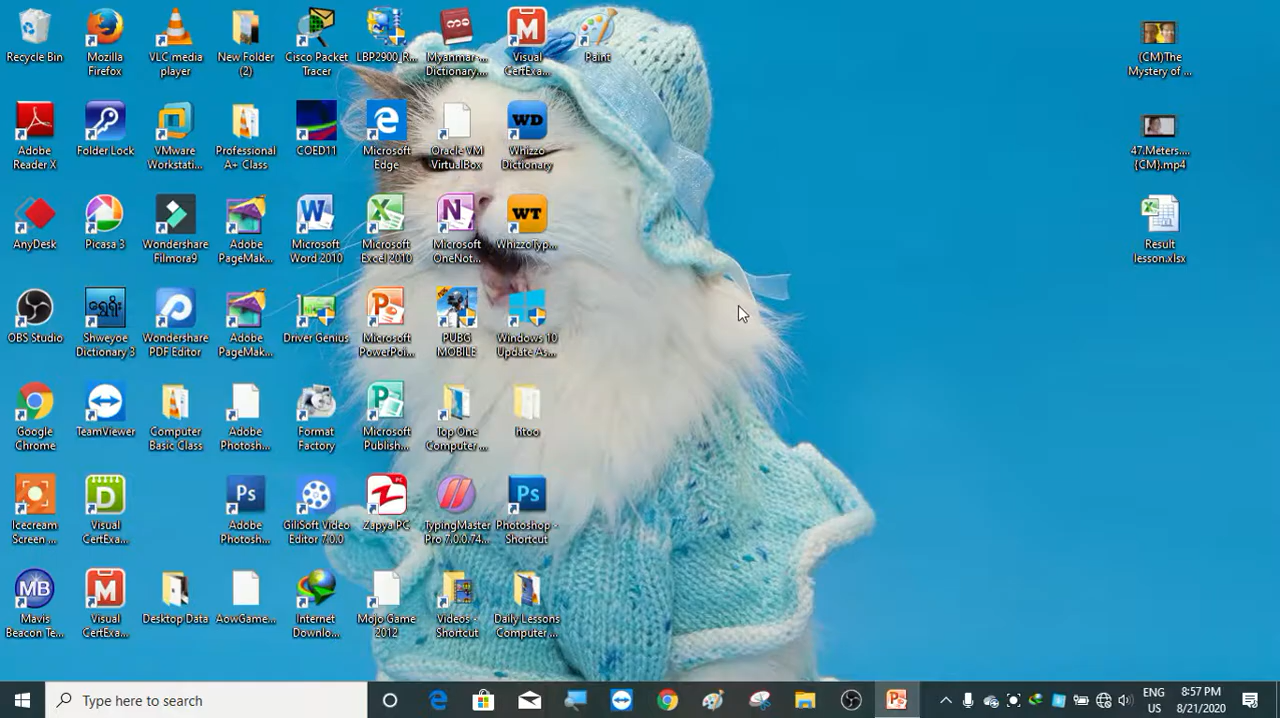 Recycle Bin
Mozilla
Firefox
VLC media
player
New Folder
(2)
Cisco Packet
Tracer
LBP2900_R...
Myanmar-...
Dictionary...
Visual
CertExa...
Paint
(CM)The
Mystery of ...
Adobe
Reader X
Folder Lock
VMware
Workstati...
Professional
A+ Class
COED11
Microsoft
Edge
Oracle VM
VirtualBox
Whizzo
Dictionary
47.Meters....
{CM}.mp4
AnyDesk
Picasa 3
Wondershare
Filmora9
Adobe
PageMak...
Microsoft
Word 2010
Microsoft
Excel 2010
Microsoft
OneNot...
WhizzoTyp...
Result
lesson.xlsx
OBS Studio
Shweyoe
Dictionary 3
Wondershare
PDF Editor
Adobe
PageMak...
Driver Genius
Microsoft
PowerPoi...
PUBG
MOBILE
Windows 10
Update As...
Google
Chrome
TeamViewer
Computer
Basic Class
Adobe
Photosh...
Format
Factory
Microsoft
Publish...
Top One
Computer ...
htoo
Icecream
Screen ...
Visual
CertExa...
Adobe
Photosh...
GiliSoft Video
Editor 7.0.0
Zapya PC
TypingMaster
Pro 7.0.0.74...
Photoshop -
Shortcut
Mavis
Beacon Te...
Visual
CertExa...
Desktop Data
AowGame...
Internet
Downlo...
Mojo Game
2012
Videos -
Shortcut
Daily Lessons
Computer ...
Type here to search
ENG
US
8:57 PM
8/21/2020